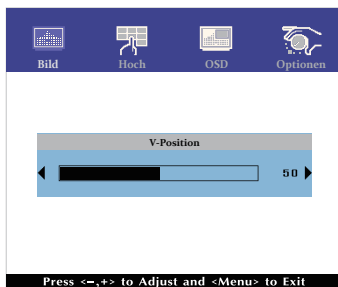 Bild Hoch OSD Optionen
V-Position
50
Press <−,+> to Adjust and <Menu> to Exit